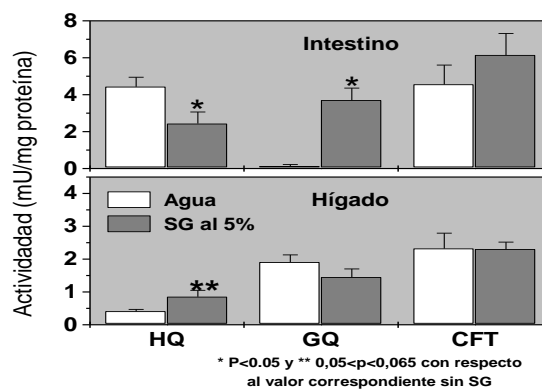 8
Intestino
6
*
4
*
2
0
Actividadad (mU/mg proteína)
Agua
Hígado
4
SG al 5%
3
2
**
1
0
HQ GQ CFT
* P<0.05 y ** 0,05<p<0,065 con respecto
al valor correspondiente sin SG